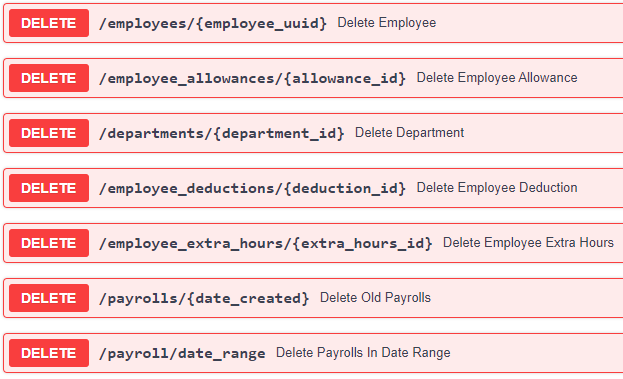 DELETE /employees/{employee_uuid} Delete Employee
DELETE /employee_allowances/{allowance_id} Delete Employee Allowance
DELETE /departments/{department_id} Delete Department
DELETE /employee_deductions/{deduction_id} Delete Employee Deduction
DELETE /employee_extra_hours/{extra_hours_id} Delete Employee Extra Hours
DELETE /payrolls/{date_created} Delete Old Payrolls
DELETE /payroll/date_range Delete Payrolls In Date Range